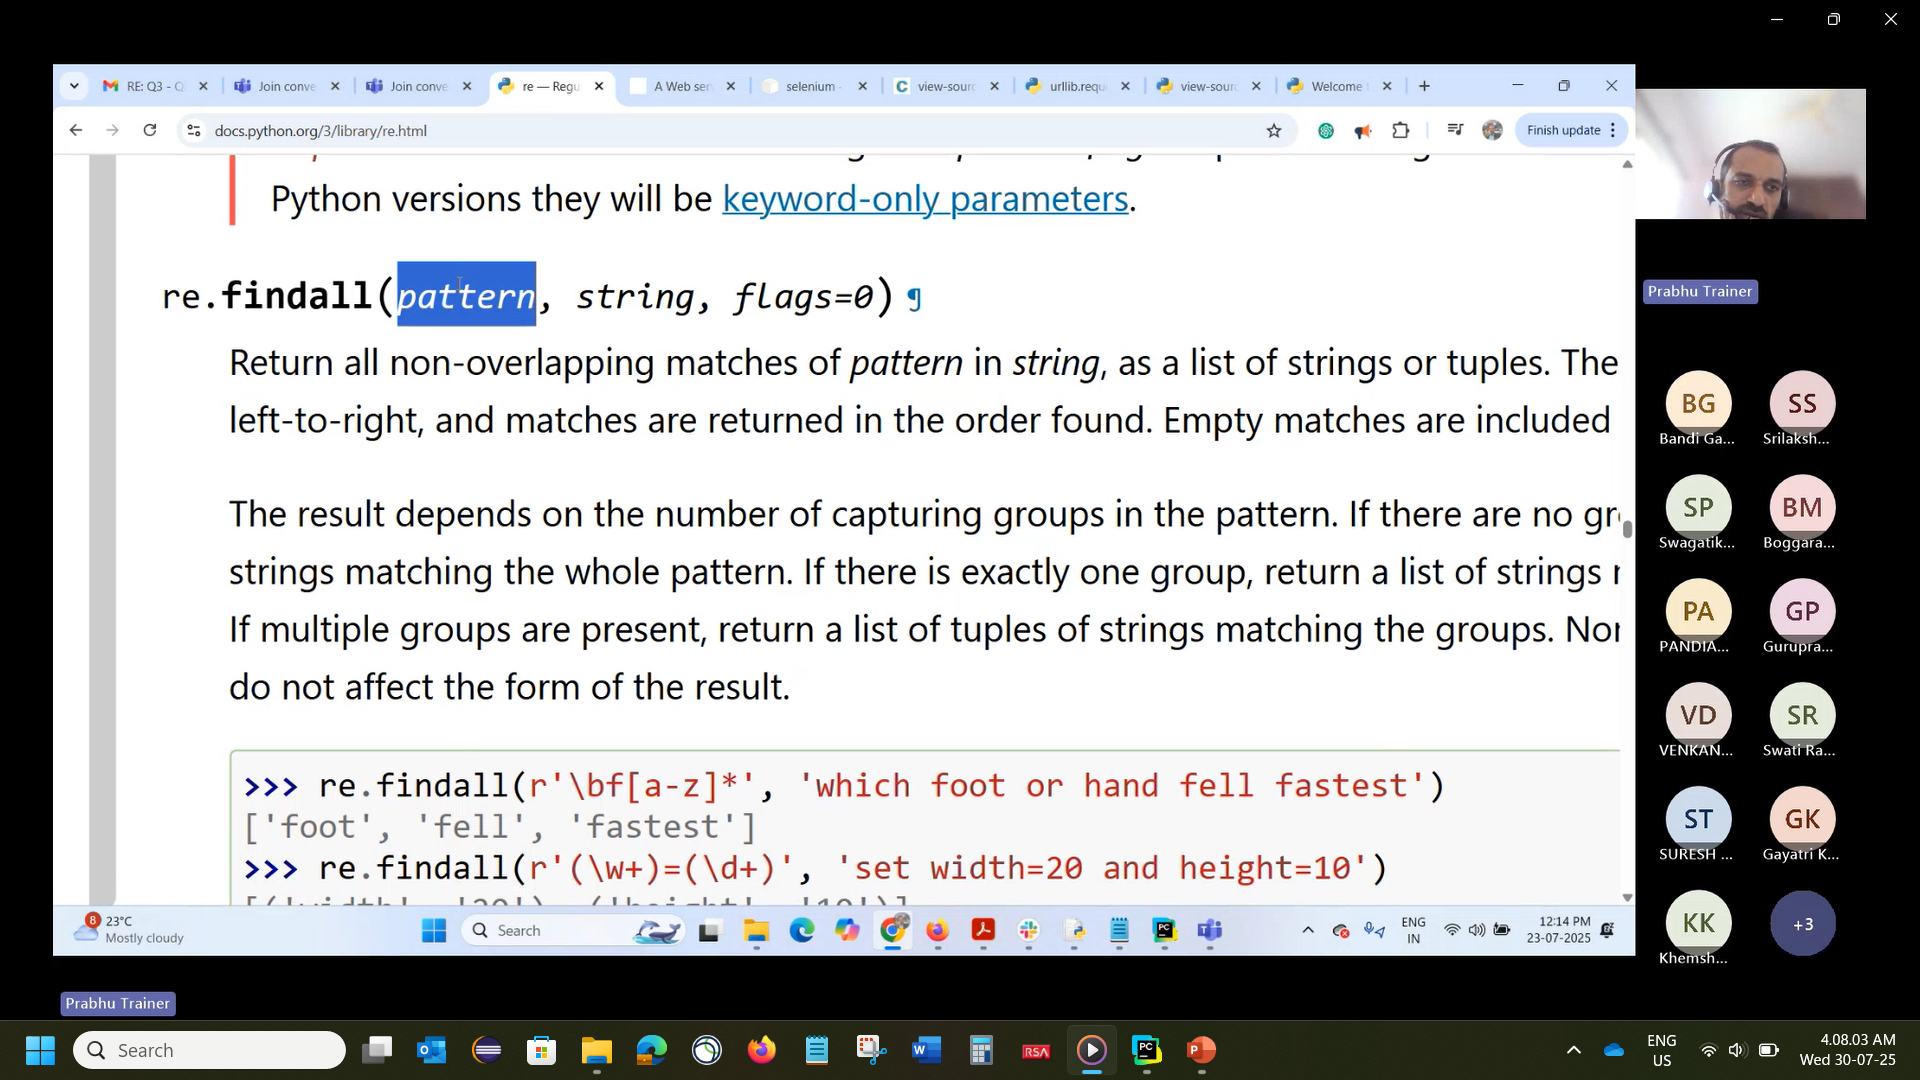 RE: Q3 - Q
Join conve
Join conve
re — Regu
A Web ser
selenium -
view-sourc
urllib.requ
view-sourc
Welcome
docs.python.org/3/library/re.html
Finish update
Python versions they will be keyword-only parameters.
re.findall(pattern, string, flags=0) ¶
Return all non-overlapping matches of pattern in string, as a list of strings or tuples. The
left-to-right, and matches are returned in the order found. Empty matches are included
The result depends on the number of capturing groups in the pattern. If there are no gr
strings matching the whole pattern. If there is exactly one group, return a list of strings
If multiple groups are present, return a list of tuples of strings matching the groups. Nor
do not affect the form of the result.
>>> re.findall(r'\bf[a-z]*', 'which foot or hand fell fastest')
['foot', 'fell', 'fastest']
>>> re.findall(r'(\w+)=(\d+)', 'set width=20 and height=10')
8
23°C
Mostly cloudy
Search
ENG
IN
12:14 PM
23-07-2025
Prabhu Trainer
BG
SS
Bandi Ga...
Srilaksh...
SP
BM
Swagatik...
Boggara...
PA
GP
PANDIA...
Gurupra...
VD
SR
VENKAN...
Swati Ra...
ST
GK
SURESH ...
Gayatri K...
KK
+3
Khemsh...
Prabhu Trainer
Search
RSA
ENG
US
4.08.03 AM
Wed 30-07-25